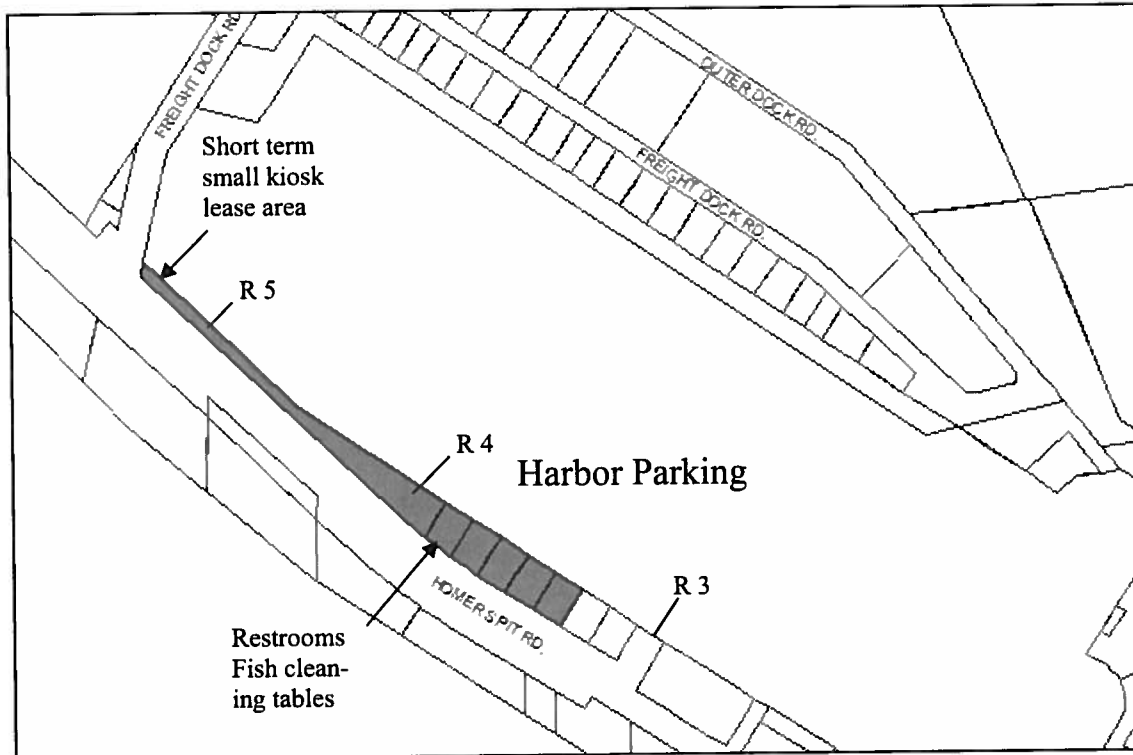 FREIGHT DOCK RD.
OUTER DOCK RD.
Short term
small kiosk
lease area
FREIGHT DOCK RD.
R 5
R 4
Harbor Parking
HOMER SPIT RD.
R 3
Restrooms
Fish clean-
ing tables